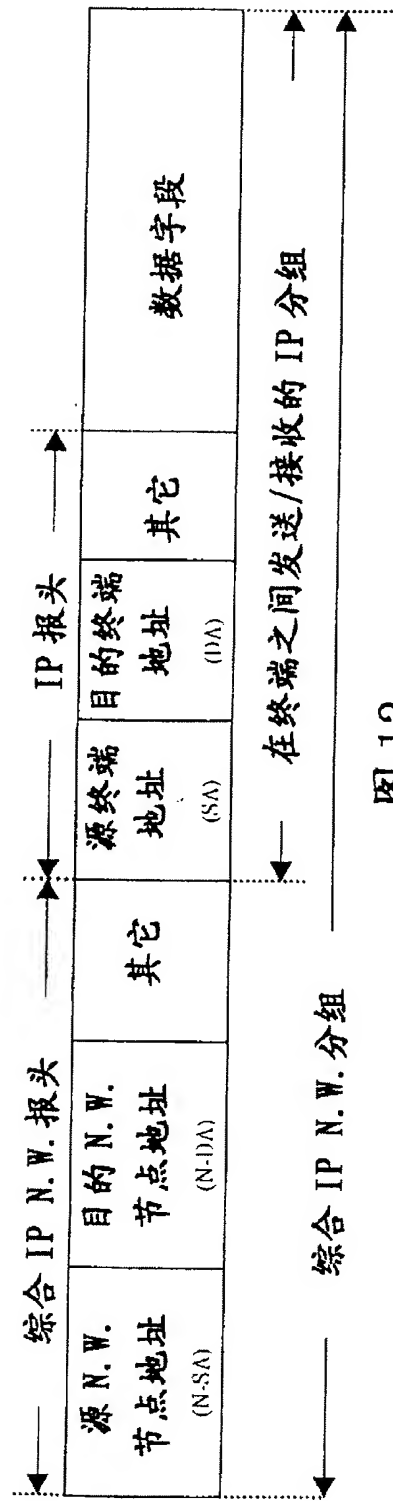 综合 IP N.W. 报头
IP 报头
源 N.W.
节点地址
(N-SA)
目的 N.W.
节点地址
(N-DA)
其它
源终端
地址
(SA)
目的终端
地址
(DA)
其它
数据字段
在终端之间发送/接收的 IP 分组
综合 IP N.W. 分组
图 12